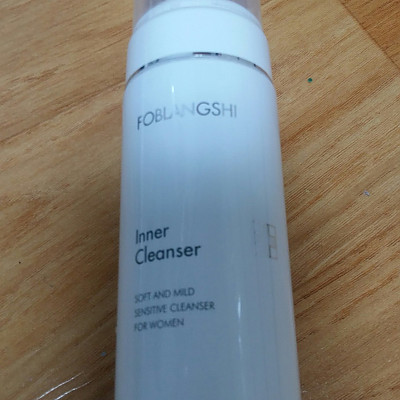 FOBLANGSHI
Inner
Cleanser
SOFT AND MILD
SENSITIVE CLEANSER
FOR WOMEN